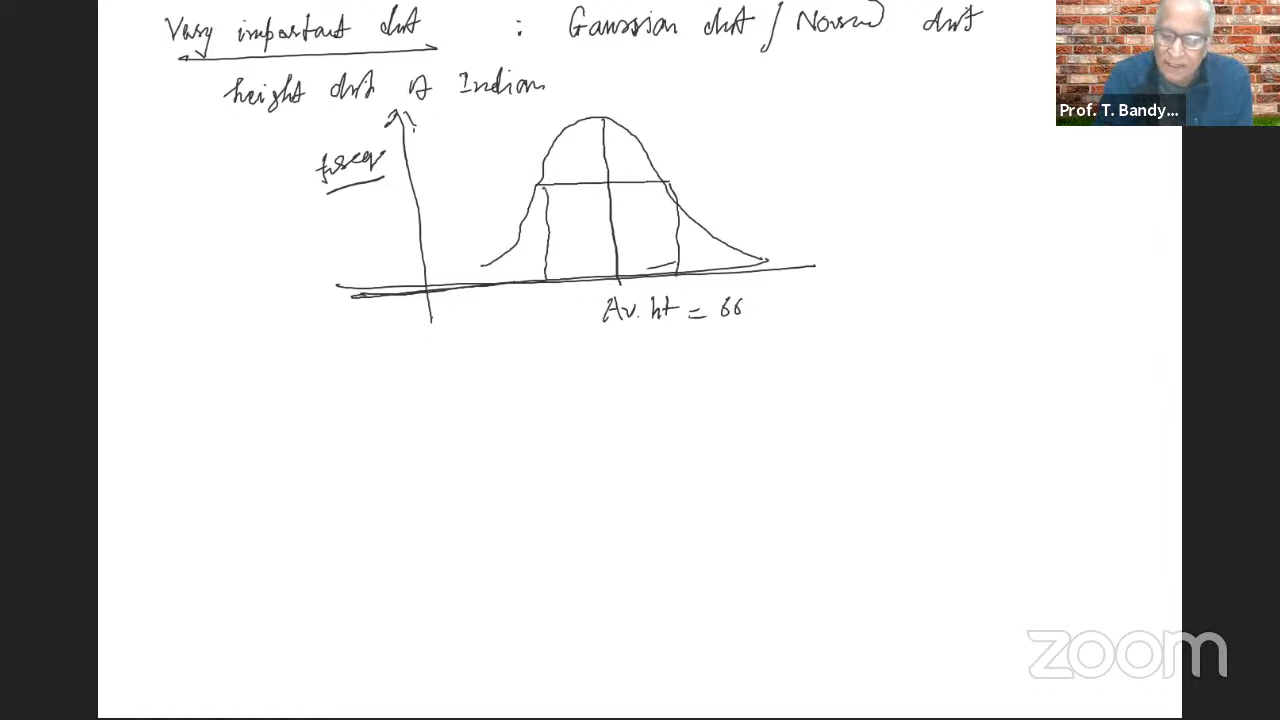 Very important dist : Gaussian dist / Normal dist
height dist of Indian
freq
Av. ht = 66
Prof. T. Bandy...
zoom